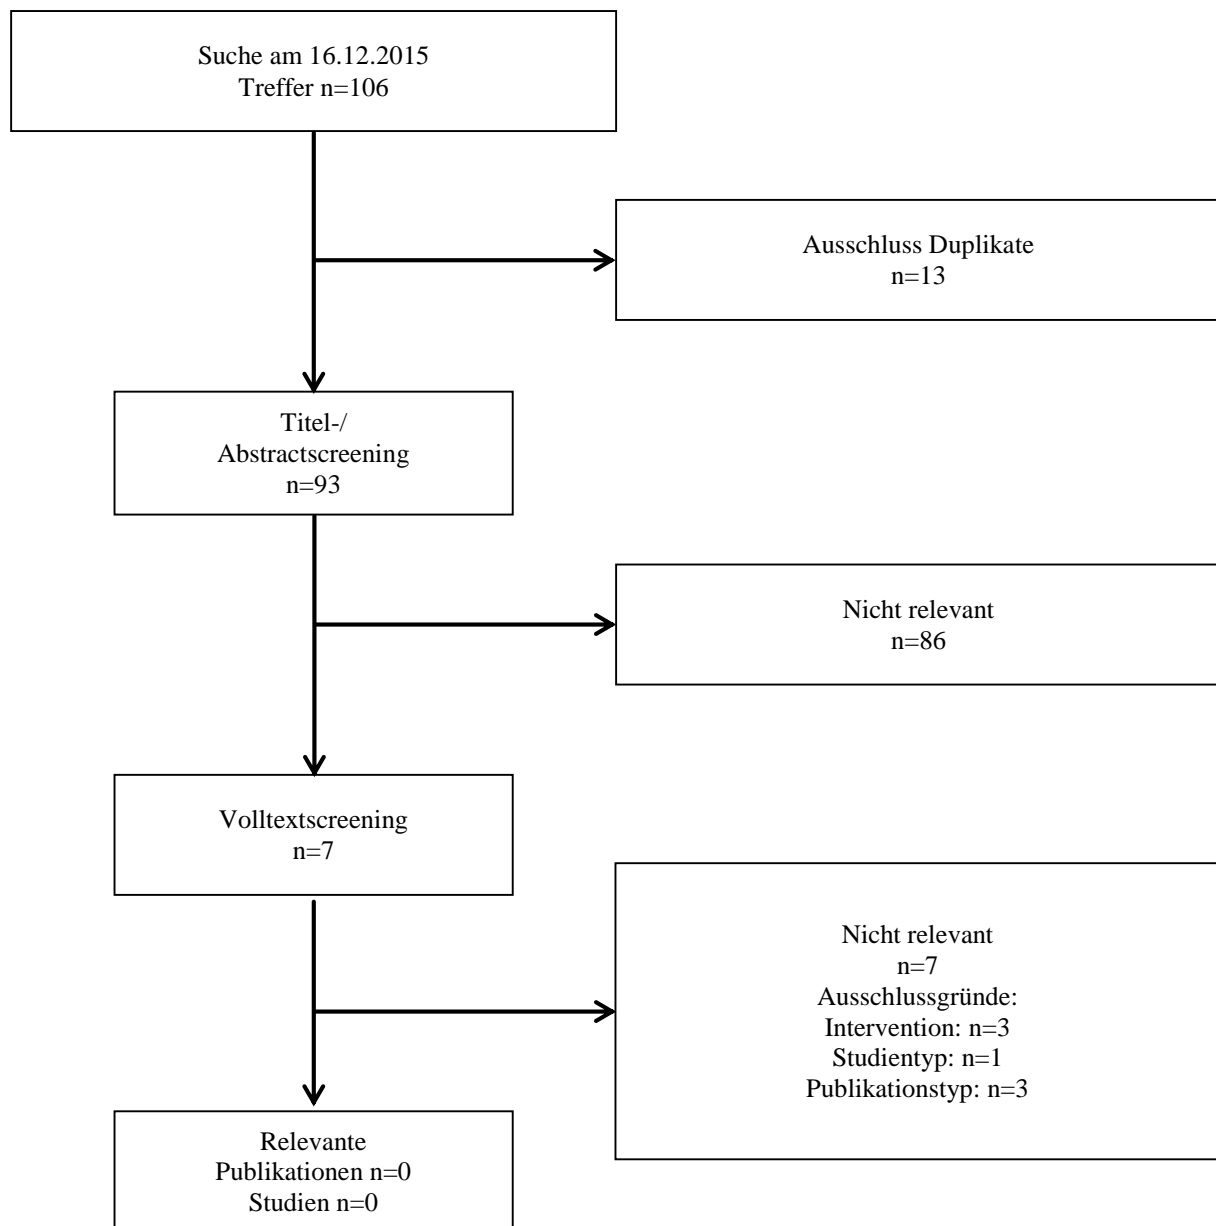 Suche am 16.12.2015
Treffer n=106
Ausschluss Duplikate
n=13
Titel-/
Abstractscreening
n=93
Nicht relevant
n=86
Volltextscreening
n=7
Nicht relevant
n=7
Ausschlussgründe:
Intervention: n=3
Studientyp: n=1
Publikationstyp: n=3
Relevante
Publikationen n=0
Studien n=0